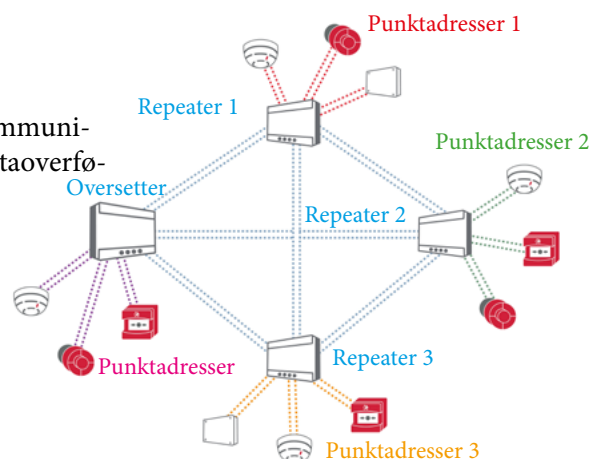 Punktadresser 1
Repeater 1
mmuni-
Punktadresser 2
taoverfø-
Oversetter
Repeater 2
Repeater 3
Punktadresser
Punktadresser 3